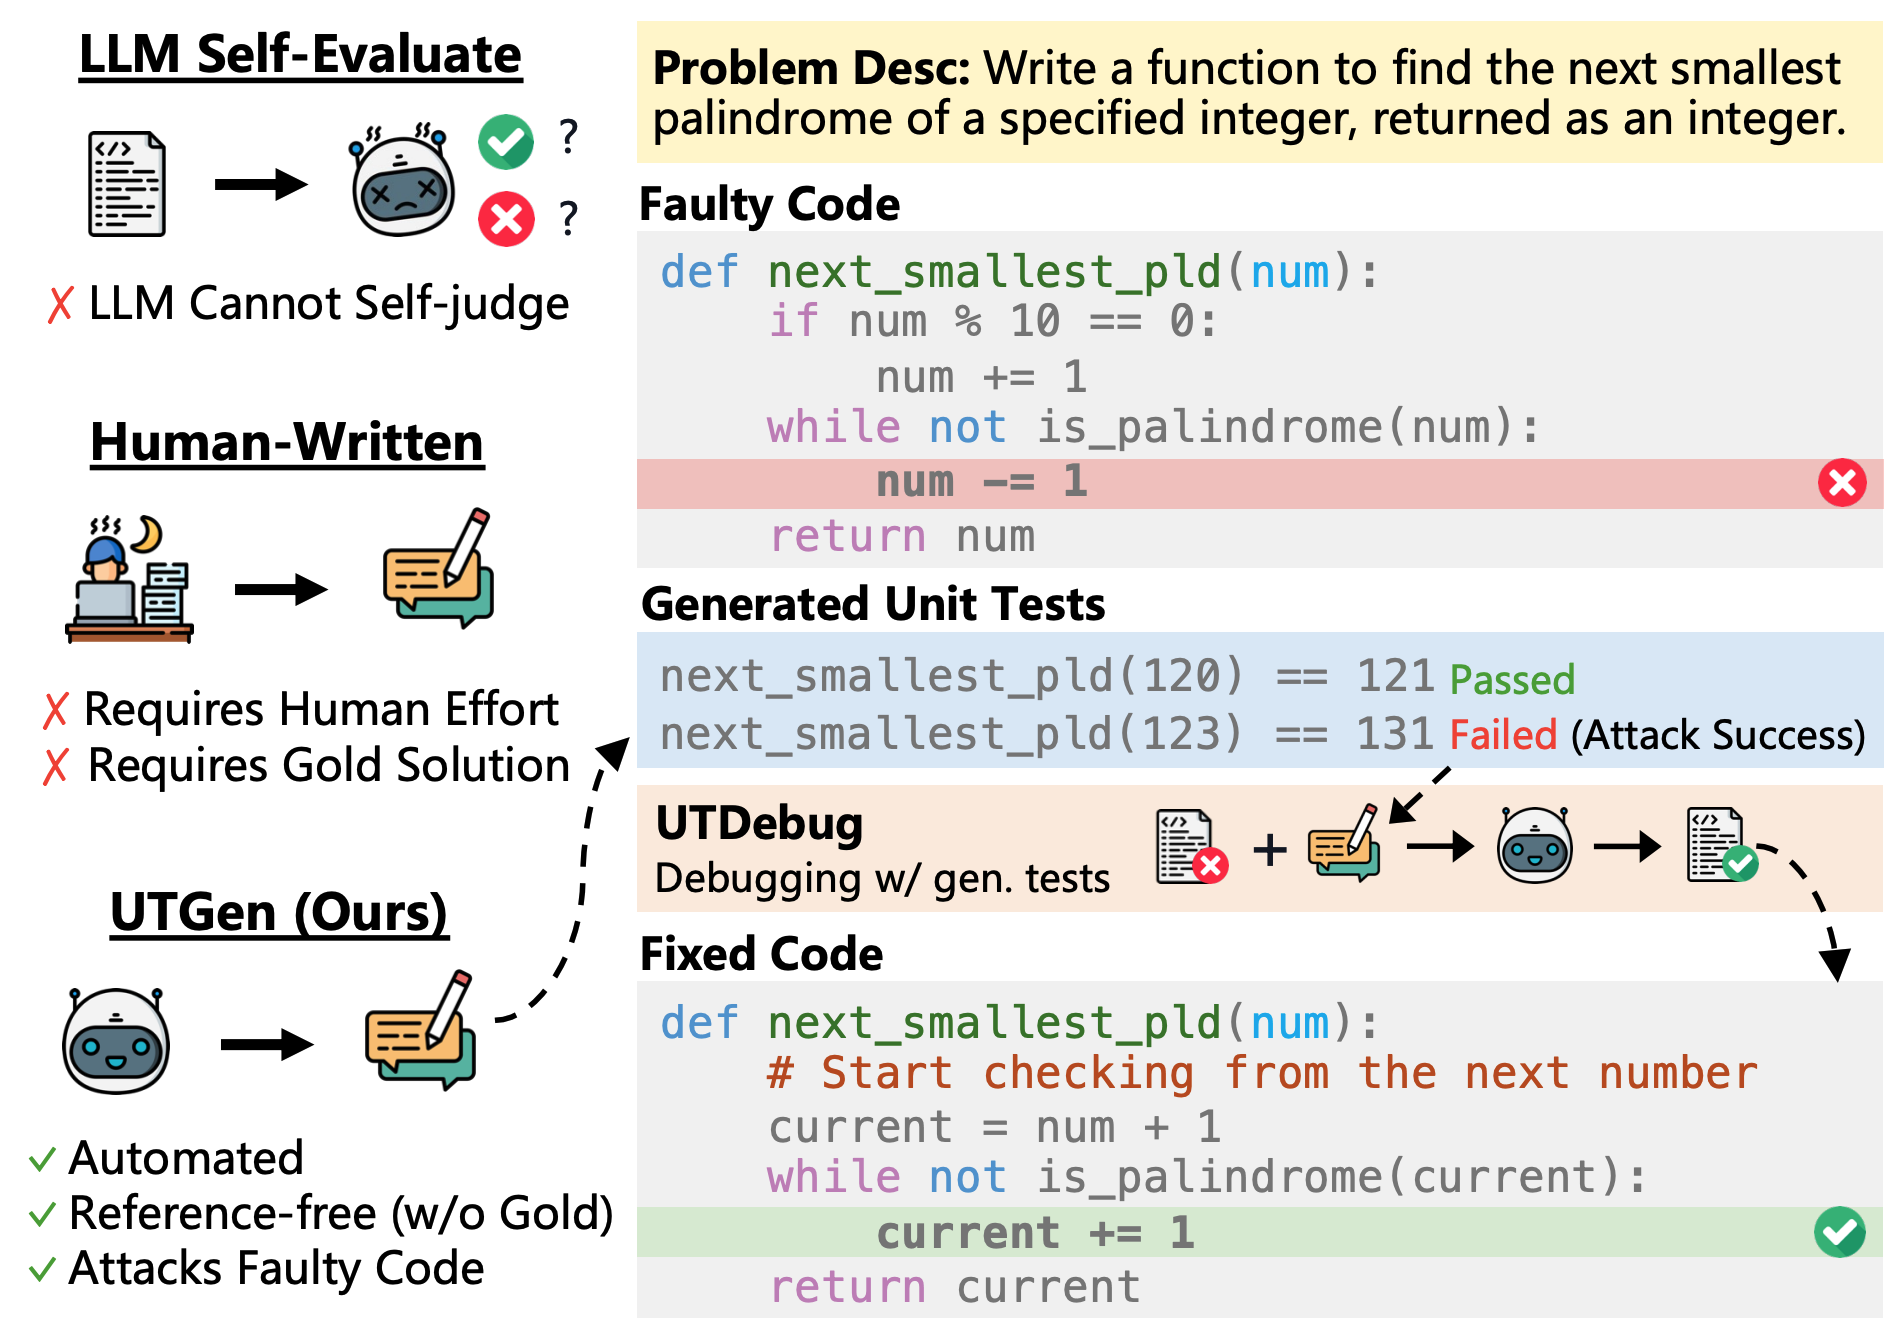 LLM Self-Evaluate
?
?
✗ LLM Cannot Self-judge
Human-Written
✗ Requires Human Effort
✗ Requires Gold Solution
UTGen (Ours)
✓ Automated
✓ Reference-free (w/o Gold)
✓ Attacks Faulty Code
Problem Desc: Write a function to find the next smallest
palindrome of a specified integer, returned as an integer.
Faulty Code
def next_smallest_pld(num):
    if num % 10 == 0:
        num += 1
    while not is_palindrome(num):
        num -= 1
    return num
Generated Unit Tests
next_smallest_pld(120) == 121 Passed
next_smallest_pld(123) == 131 Failed (Attack Success)
UTDebug
Debugging w/ gen. tests
+
Fixed Code
def next_smallest_pld(num):
    # Start checking from the next number
    current = num + 1
    while not is_palindrome(current):
        current += 1
    return current